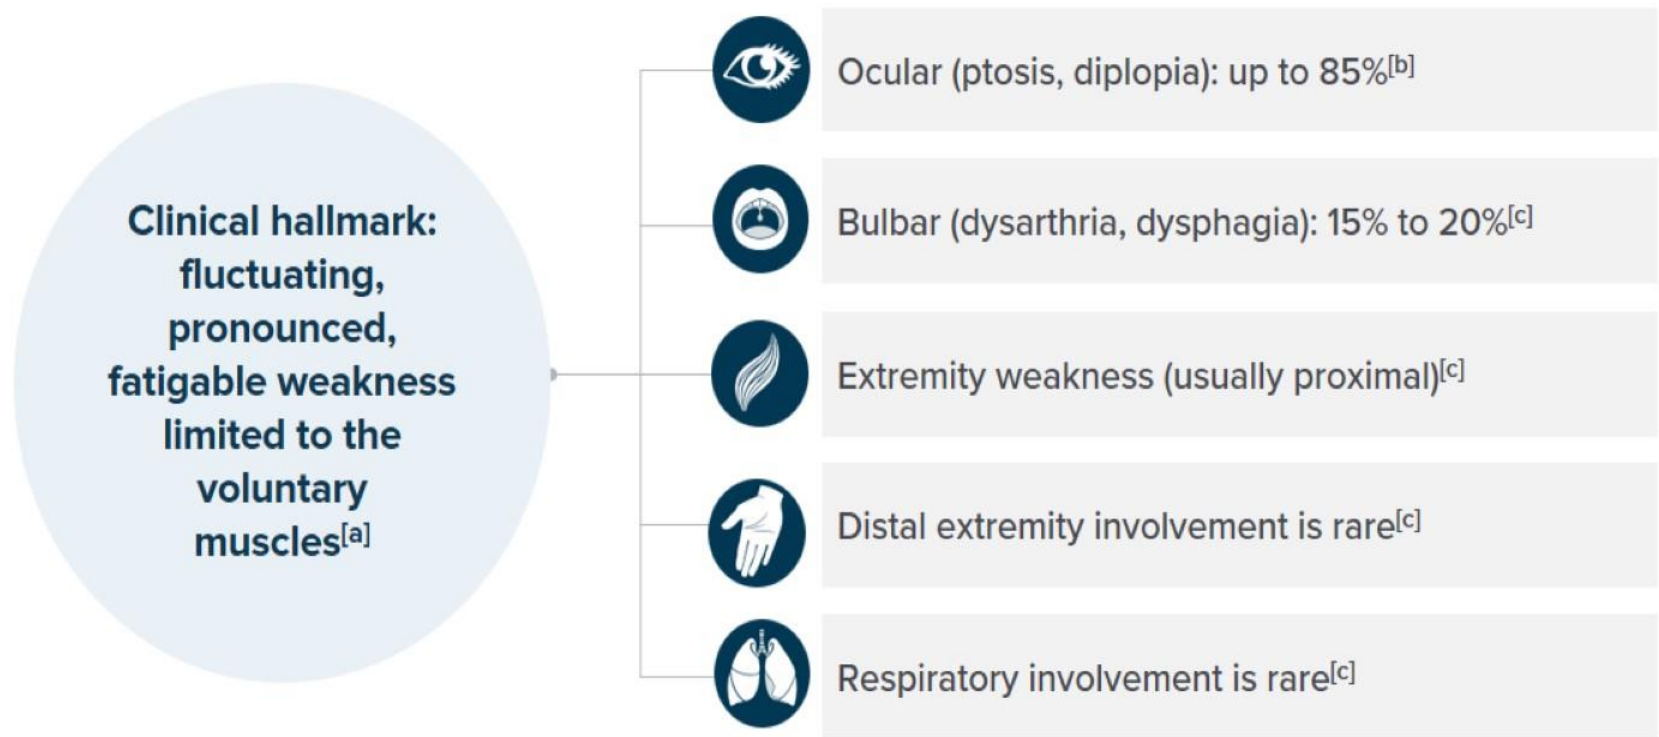 Clinical hallmark:
fluctuating,
pronounced,
fatigable weakness
limited to the
voluntary
muscles[a]
Ocular (ptosis, diplopia): up to 85%[b]
Bulbar (dysarthria, dysphagia): 15% to 20%[c]
Extremity weakness (usually proximal)[c]
Distal extremity involvement is rare[c]
Respiratory involvement is rare[c]